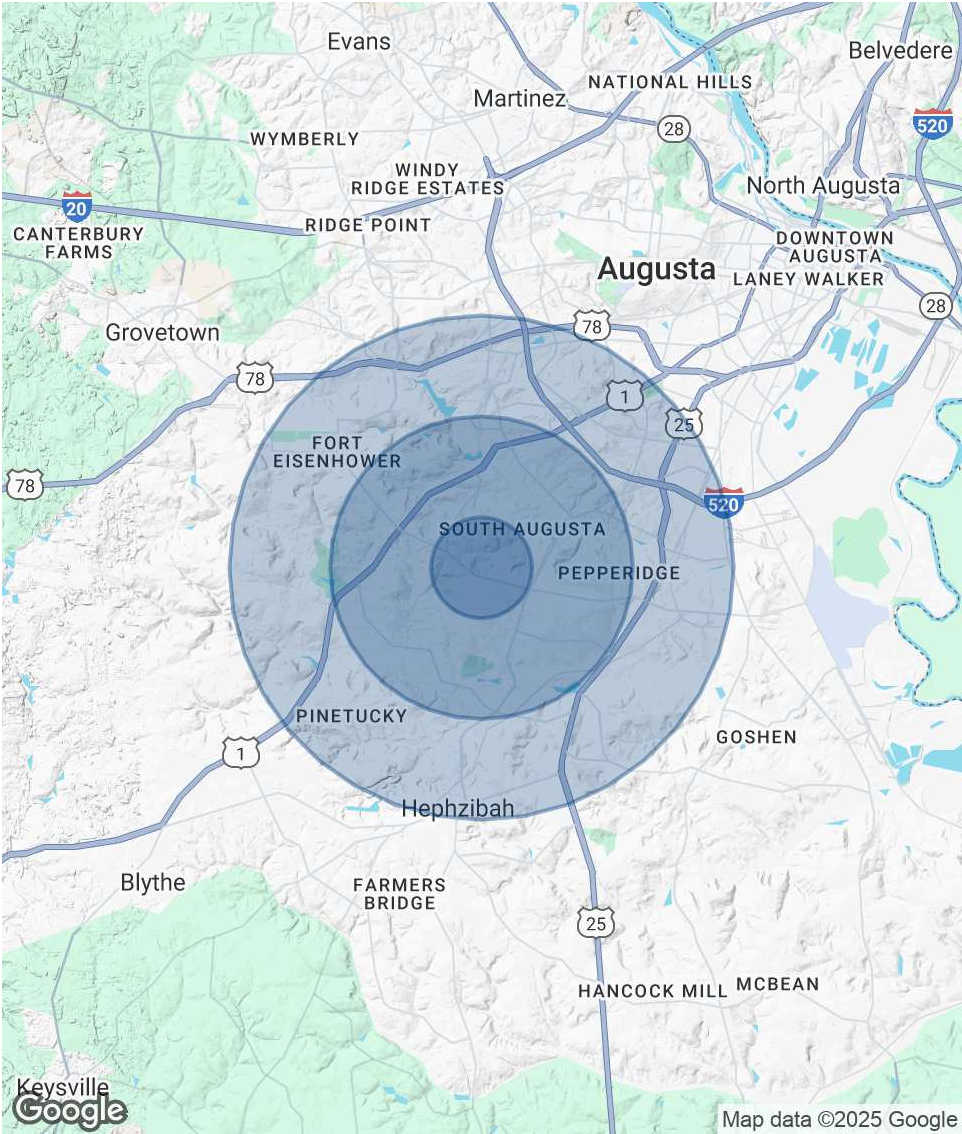 Evans
Belvedere
NATIONAL HILLS
Martinez
520
28
WYMBERLY
WINDY
RIDGE ESTATES
North Augusta
20
RIDGE POINT
CANTERBURY
FARMS
DOWNTOWN
AUGUSTA
Augusta
LANEY WALKER
28
Grovetown
78
78
1
25
FORT
EISENHOWER
78
520
SOUTH AUGUSTA
PEPPERIDGE
PINETUCKY
GOSHEN
1
Hephzibah
Blythe
FARMERS
BRIDGE
25
HANCOCK MILL
MCBEAN
Keysville
Google
Map data ©2025 Google